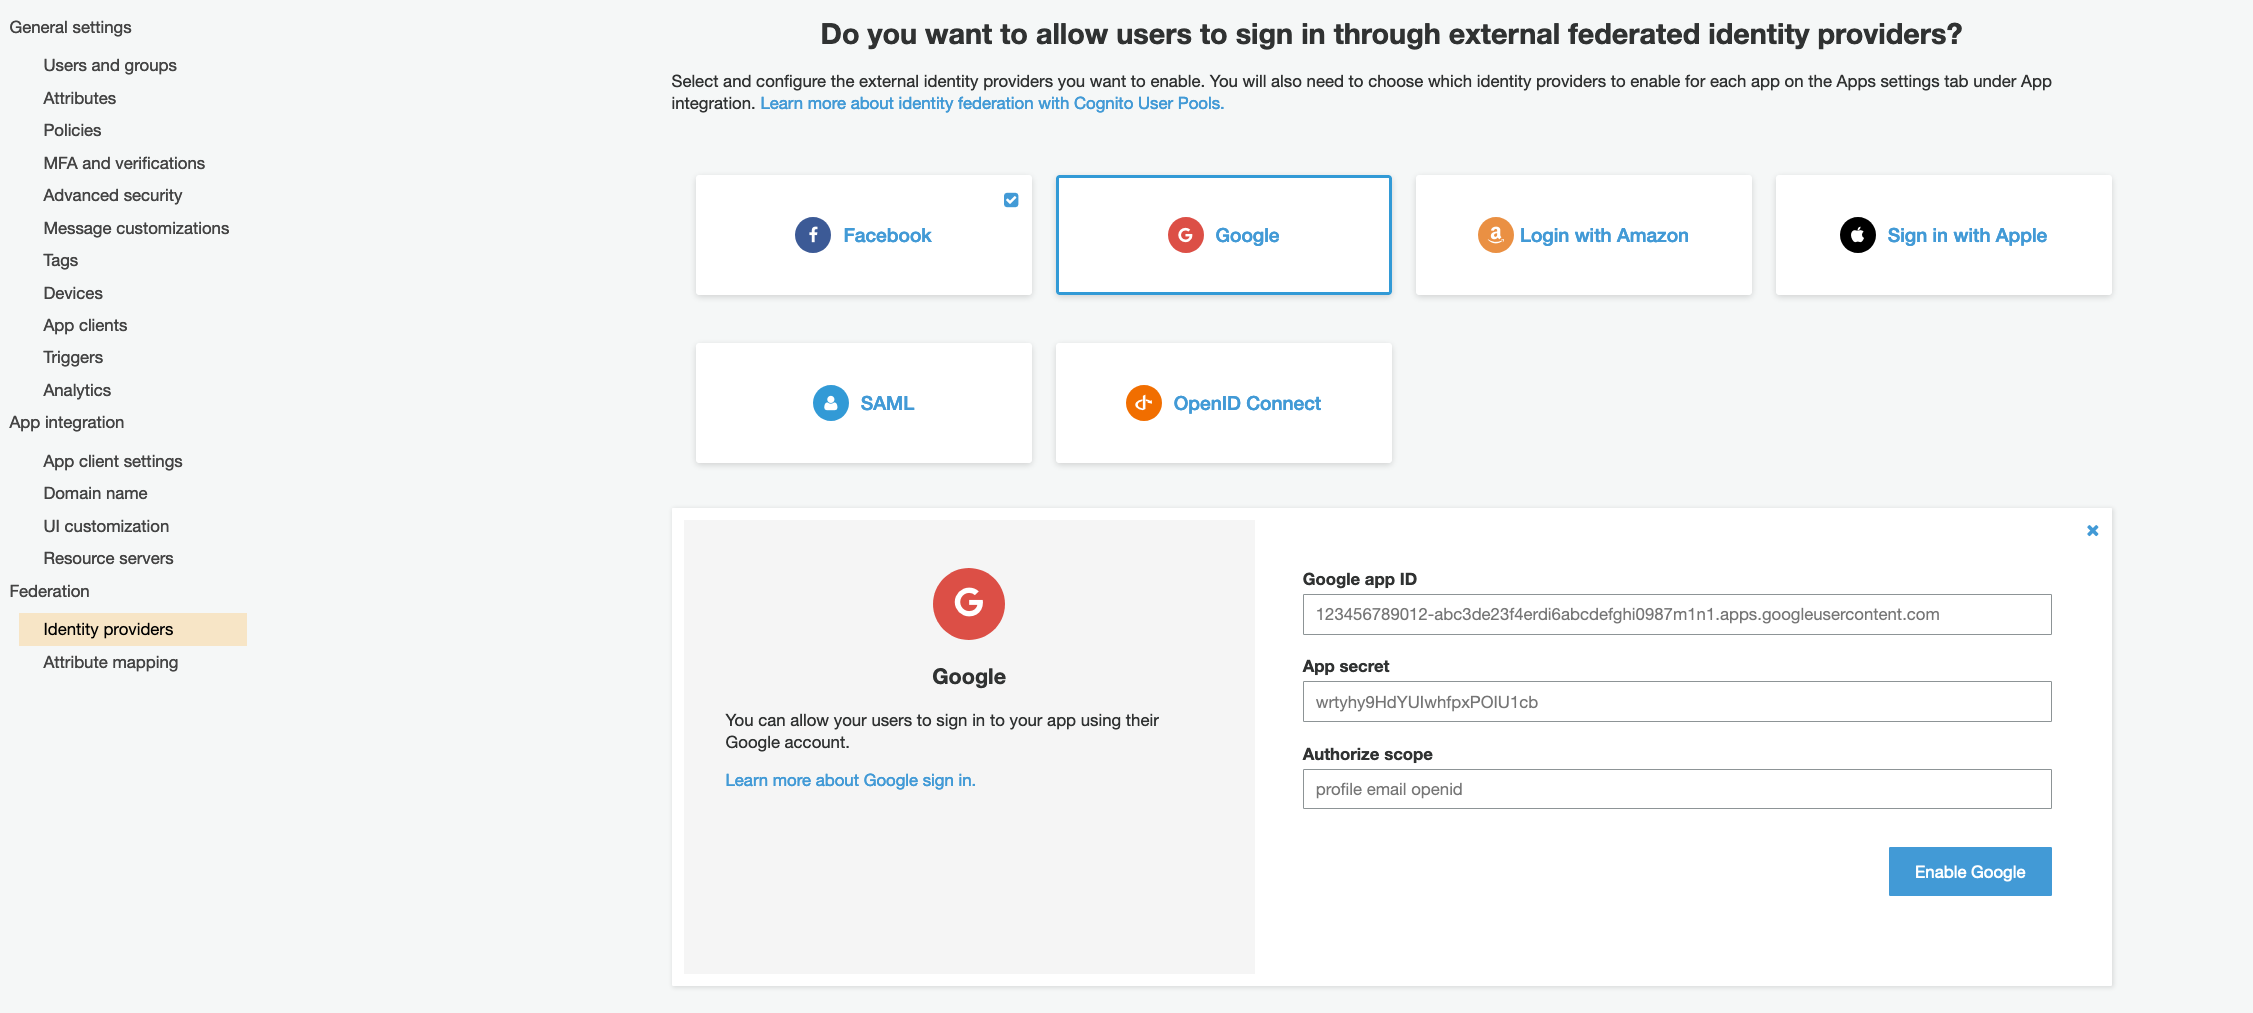 General settings
Users and groups
Attributes
Policies
MFA and verifications
Advanced security
Message customizations
Tags
Devices
App clients
Triggers
Analytics
App integration
App client settings
Domain name
UI customization
Resource servers
Federation
Identity providers
Attribute mapping
Do you want to allow users to sign in through external federated identity providers?
Select and configure the external identity providers you want to enable. You will also need to choose which identity providers to enable for each app on the Apps settings tab under App
integration. Learn more about identity federation with Cognito User Pools.
Facebook
Google
Login with Amazon
Sign in with Apple
SAML
OpenID Connect
Google
You can allow your users to sign in to your app using their
Google account.
Learn more about Google sign in.
Google app ID
123456789012-abc3de23f4erdi6abcdefghi0987m1n1.apps.googleusercontent.com
App secret
wrtyhy9HdYUIwhfpxPOIU1cb
Authorize scope
profile email openid
Enable Google